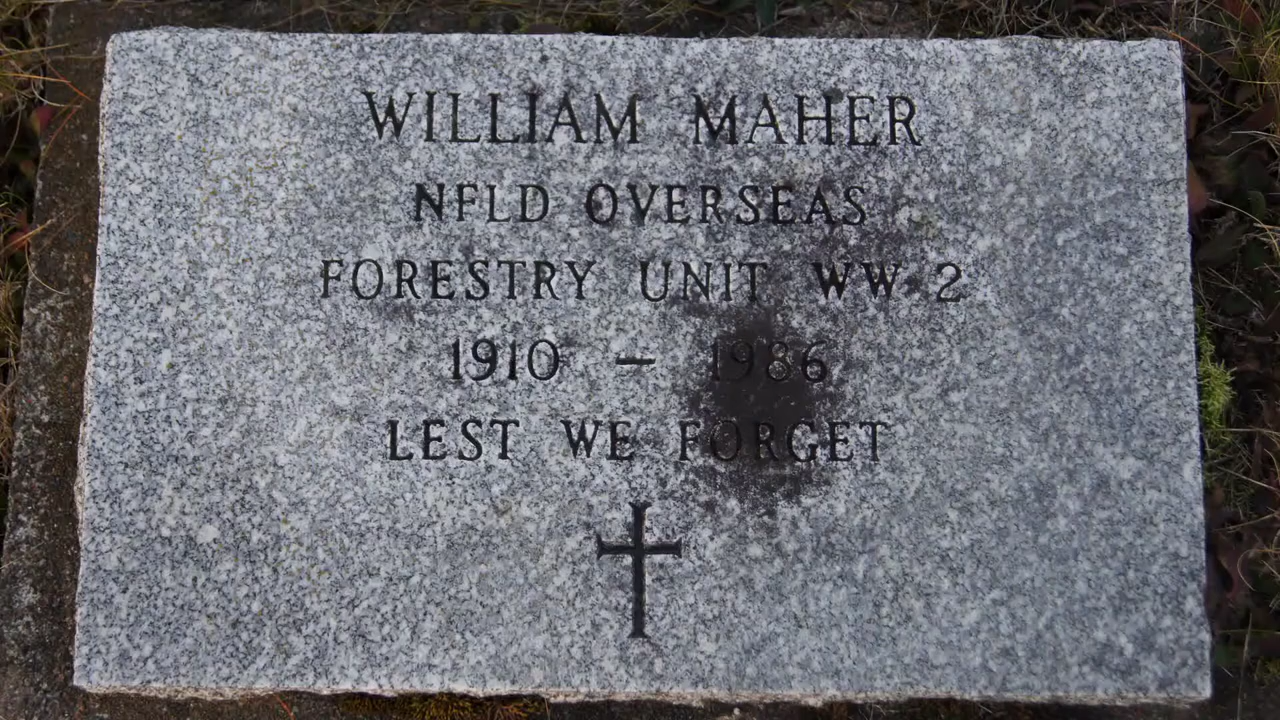 WILLIAM MAHER
NFLD OVERSEAS
FORESTRY UNIT WW 2
1910 — 1986
LEST WE FORGET